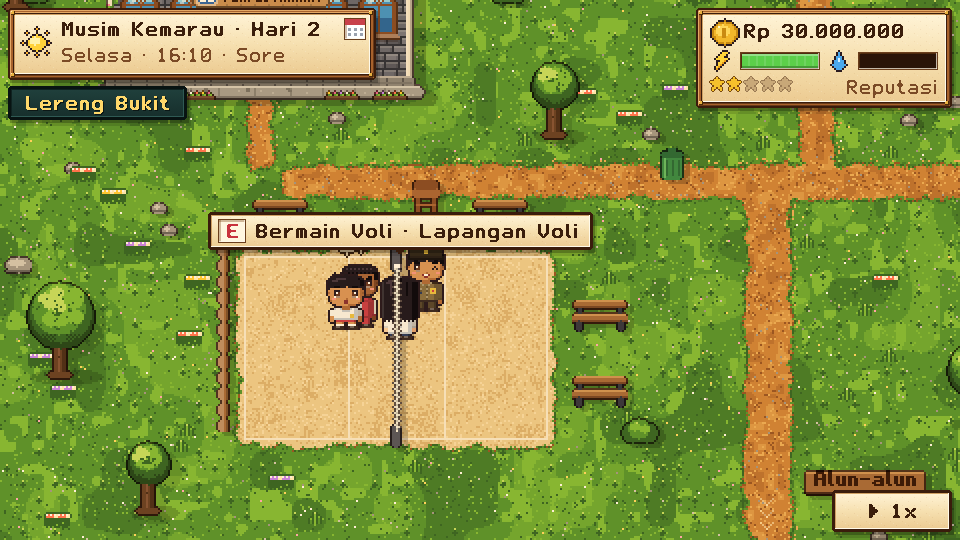 Musim Kemarau · Hari 2
Selasa · 16:10 · Sore
Rp 30.000.000
Reputasi
Lereng Bukit
E Bermain Voli · Lapangan Voli
Alun-alun
1x